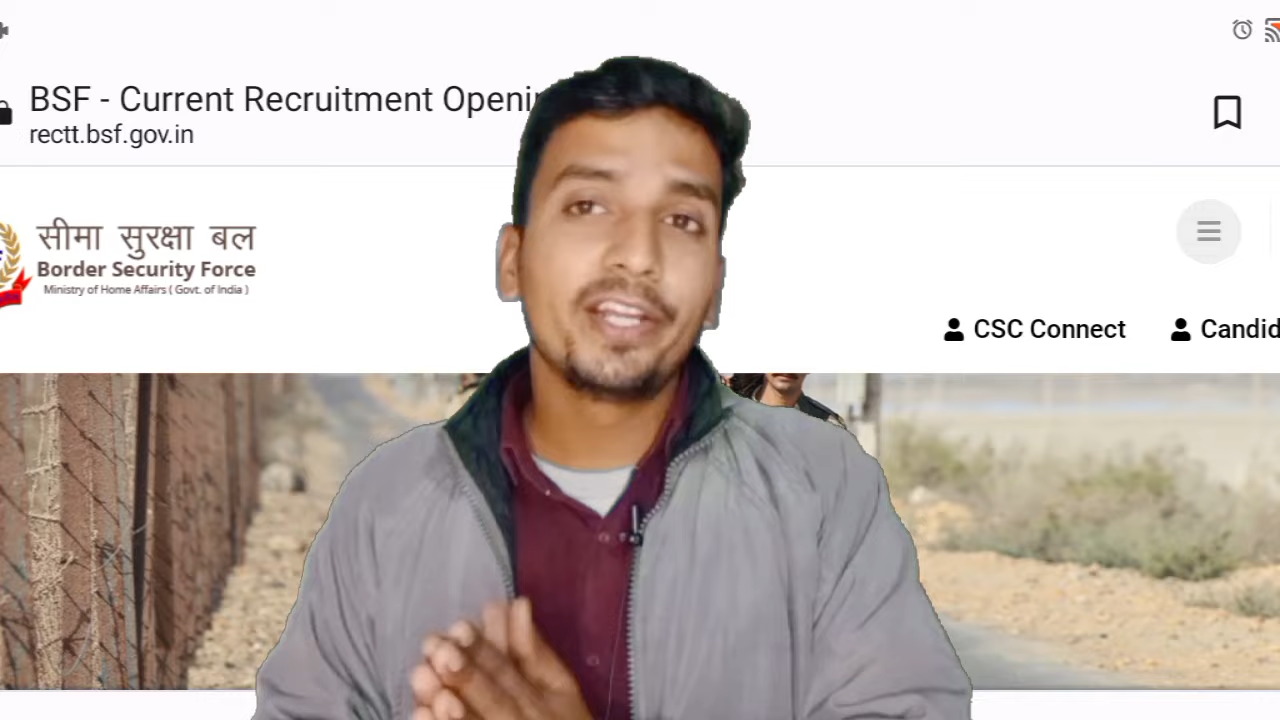 BSF - Current Recruitment Openi
rectt.bsf.gov.in
सीमा सुरक्षा बल
Border Security Force
Ministry of Home Affairs ( Govt. of India )
CSC Connect
Candid